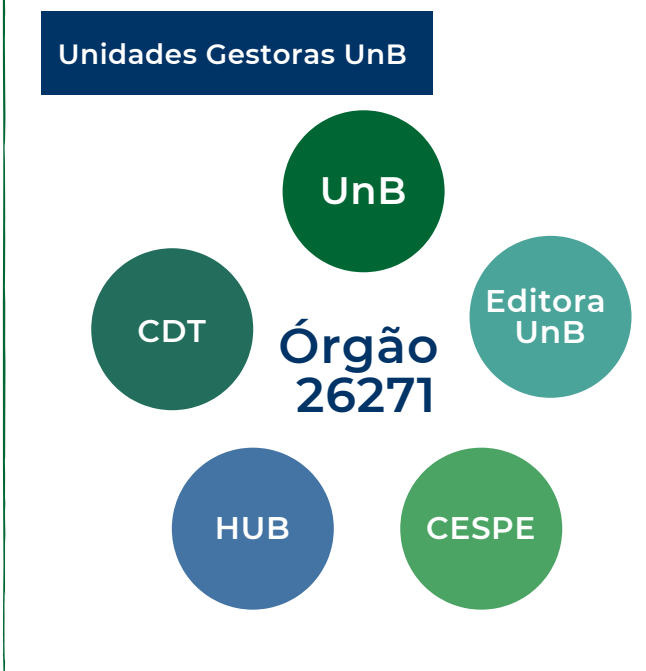 Unidades Gestoras UnB
UnB
Editora
UnB
CDT
Órgão
26271
HUB
CESPE